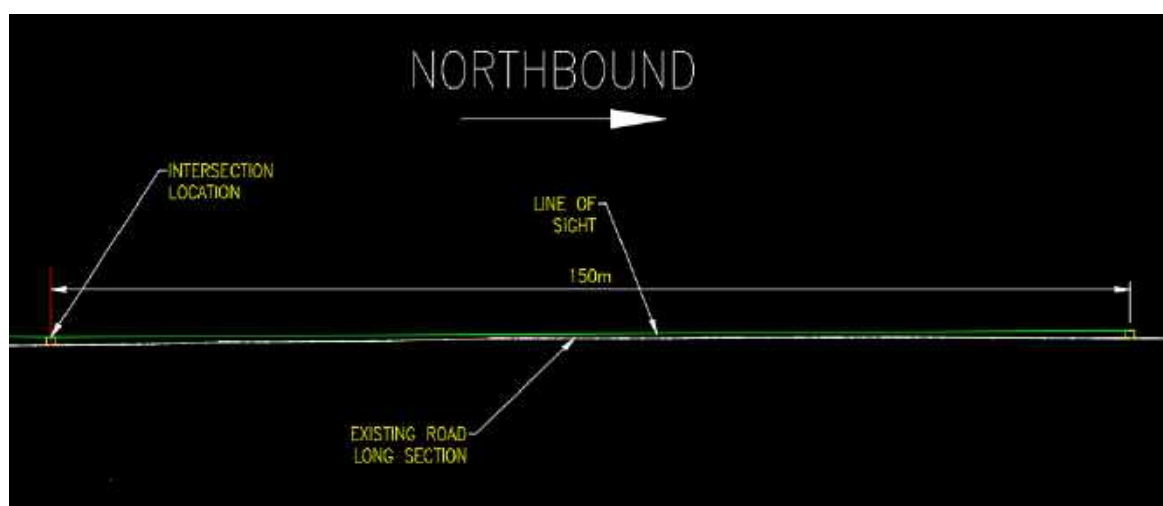 NORTHBOUND
INTERSECTION
LOCATION
LINE OF
SIGHT
150m
EXISTING ROAD
LONG SECTION